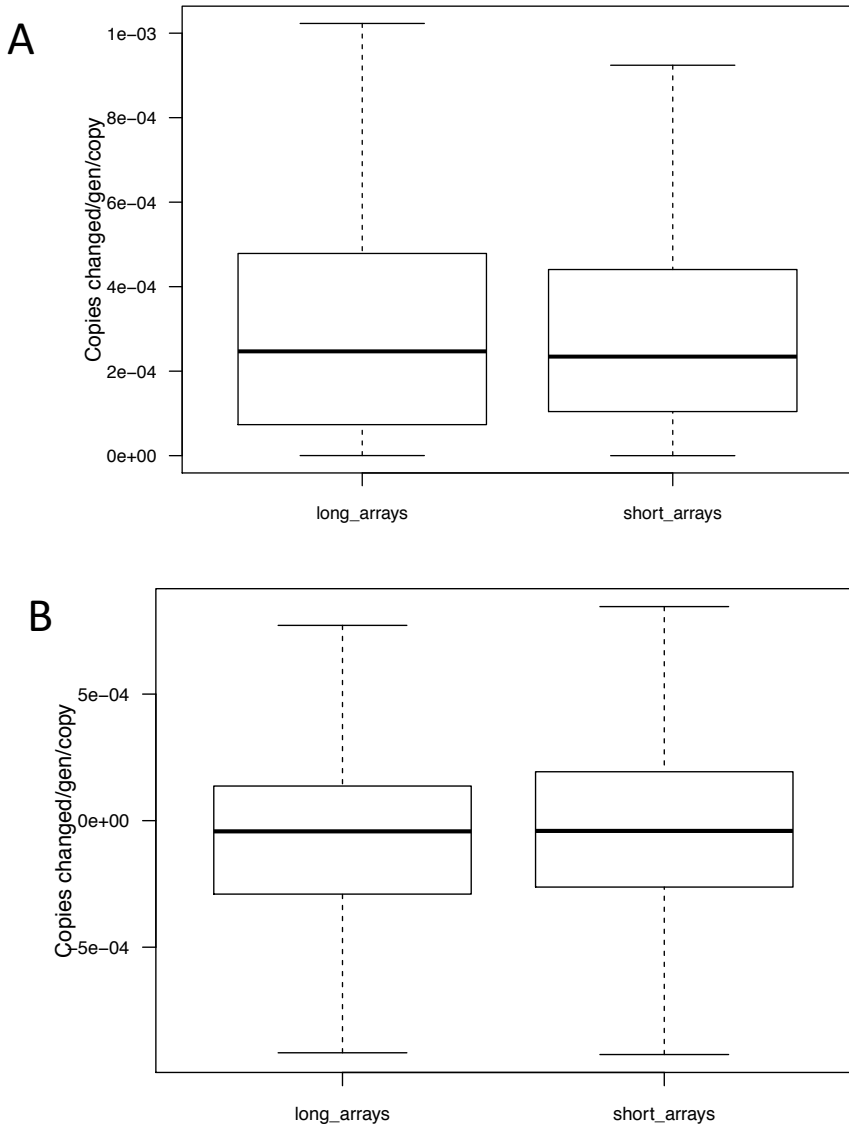 A
Copies changed/gen/copy
1e−03
8e−04
6e−04
4e−04
2e−04
0e+00
long_arrays short_arrays
B
Copies changed/gen/copy
5e−04
0e+00
−5e−04
long_arrays short_arrays